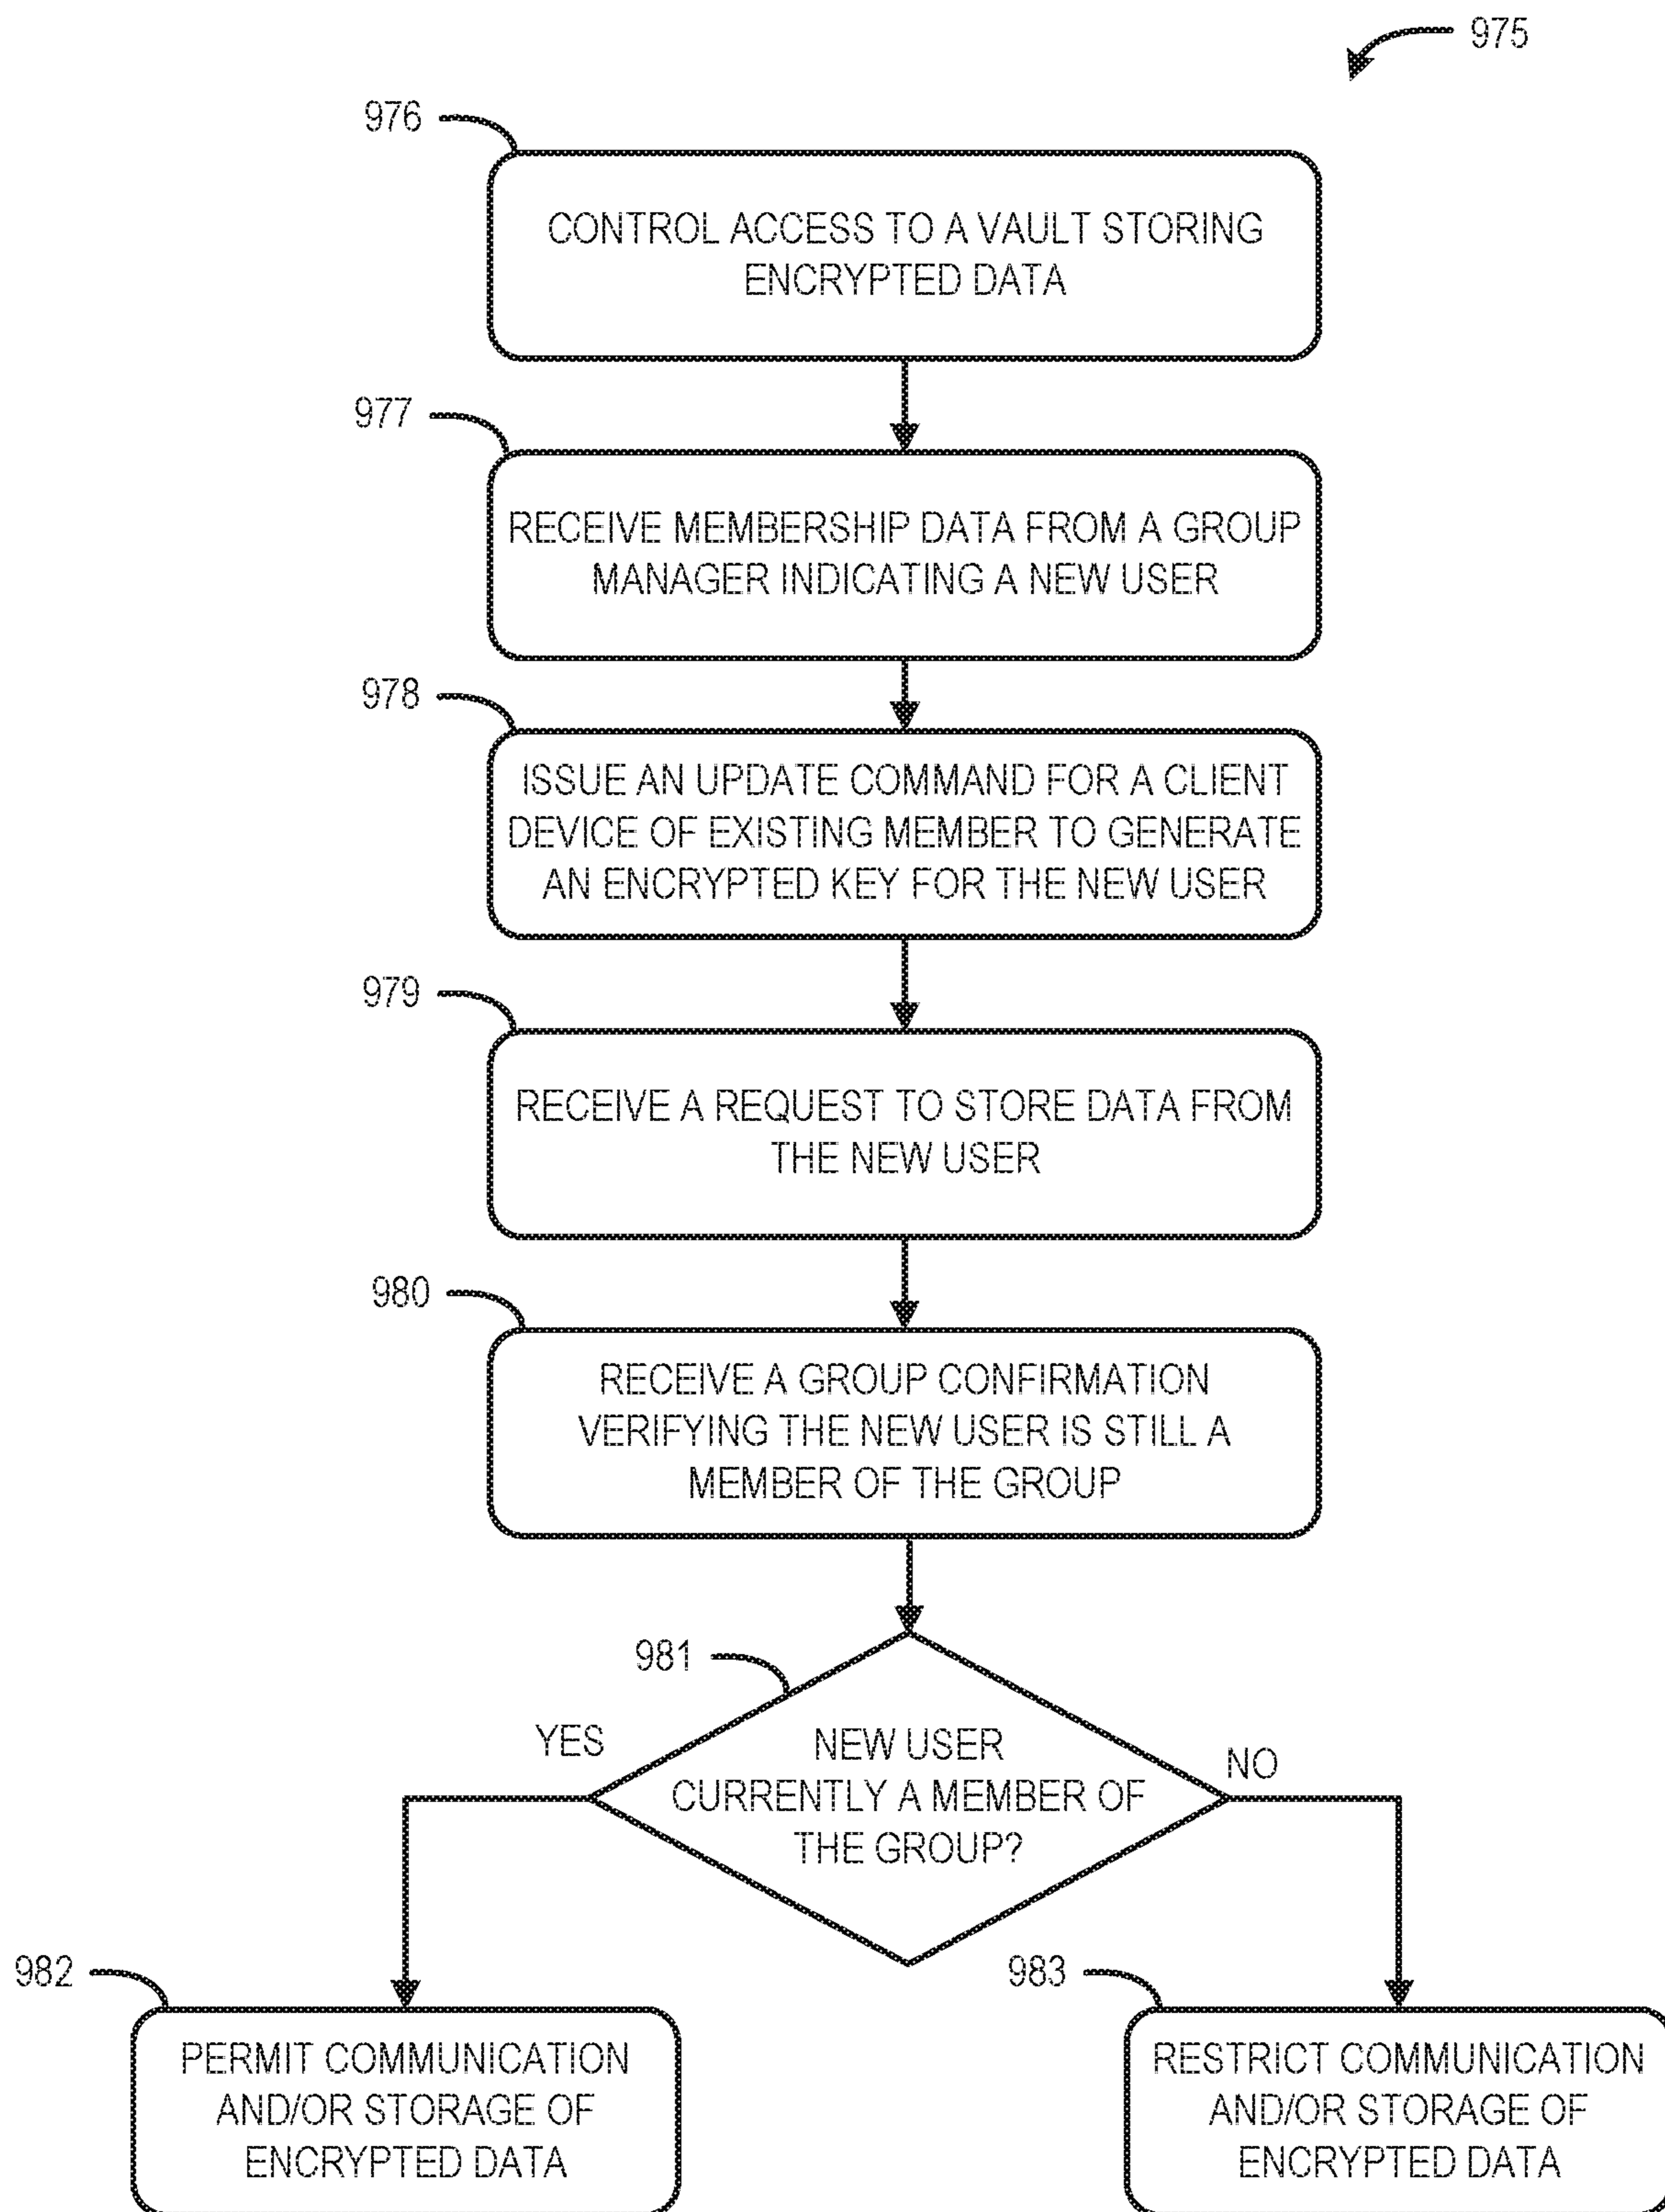 975
976
CONTROL ACCESS TO A VAULT STORING
ENCRYPTED DATA
977
RECEIVE MEMBERSHIP DATA FROM A GROUP
MANAGER INDICATING A NEW USER
978
ISSUE AN UPDATE COMMAND FOR A CLIENT
DEVICE OF EXISTING MEMBER TO GENERATE
AN ENCRYPTED KEY FOR THE NEW USER
979
RECEIVE A REQUEST TO STORE DATA FROM
THE NEW USER
980
RECEIVE A GROUP CONFIRMATION
VERIFYING THE NEW USER IS STILL A
MEMBER OF THE GROUP
981
YES
NEW USER
CURRENTLY A MEMBER OF
THE GROUP?
NO
982
PERMIT COMMUNICATION
AND/OR STORAGE OF
ENCRYPTED DATA
983
RESTRICT COMMUNICATION
AND/OR STORAGE OF
ENCRYPTED DATA